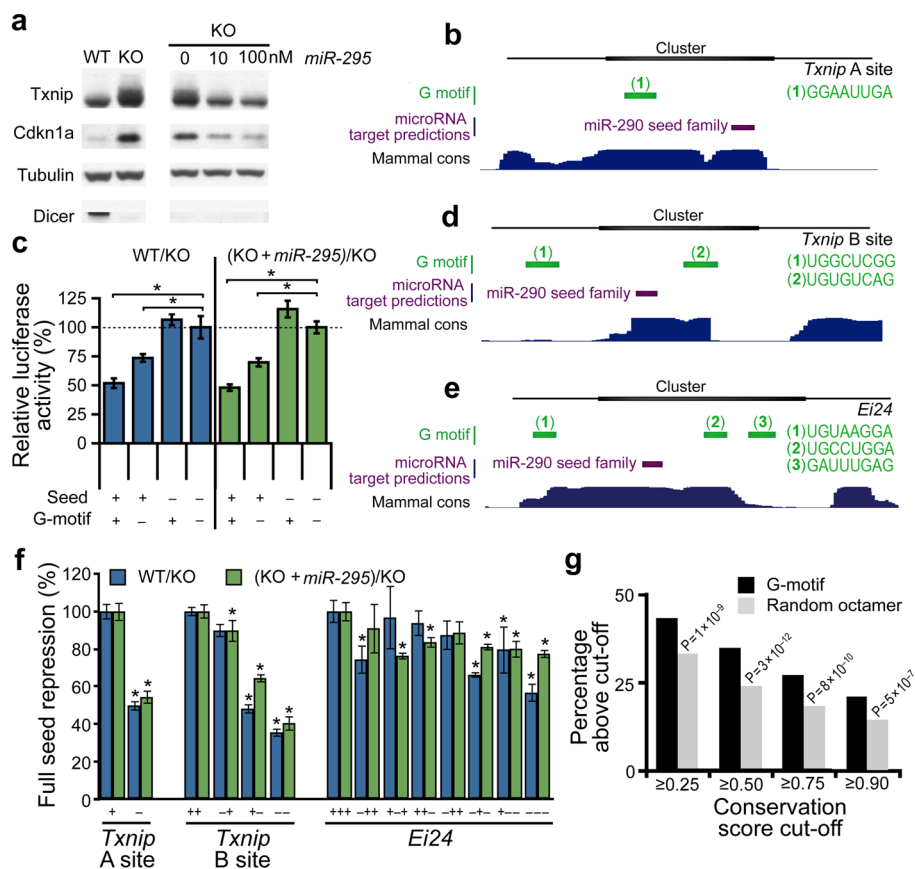 a
KO
WT KO 0 10 100nM miR-295
Txnip
Cdkn1a
Tubulin
Dicer
b
Cluster
Txnip A site
G motif (1) (1)GGAAUUGA
microRNA target predictions miR-290 seed family
Mammal cons
c
WT/KO (KO + miR-295)/KO
* * * *
Relative luciferase activity (%)
125
100
75
50
25
0
Seed + + – – + + – –
G-motif + – + – + – + –
d
Cluster
Txnip B site
G motif (1) (2) (1)UGGCUCGG
(2)UGUGUCAG
microRNA target predictions miR-290 seed family
Mammal cons
e
Cluster
Ei24
G motif (1) (2) (3) (1)UGUAAGGA
(2)UGCCUGGA
(3)GAUUUGAG
microRNA target predictions miR-290 seed family
Mammal cons
f
WT/KO (KO + miR-295)/KO
Full seed repression (%)
120
100
80
60
40
20
0
* * * * * * * * * * * * * * * *
+ – ++ –+ +– –– +++ –++ +–+ ++– –++ –+– +–– –––
Txnip A site Txnip B site Ei24
g
G-motif
Random octamer
Percentage above cut-off
50
25
0
P=1×10⁻⁹ P=3×10⁻¹² P=8×10⁻¹⁰ P=5×10⁻⁷
≥0.25 ≥0.50 ≥0.75 ≥0.90
Conservation score cut-off